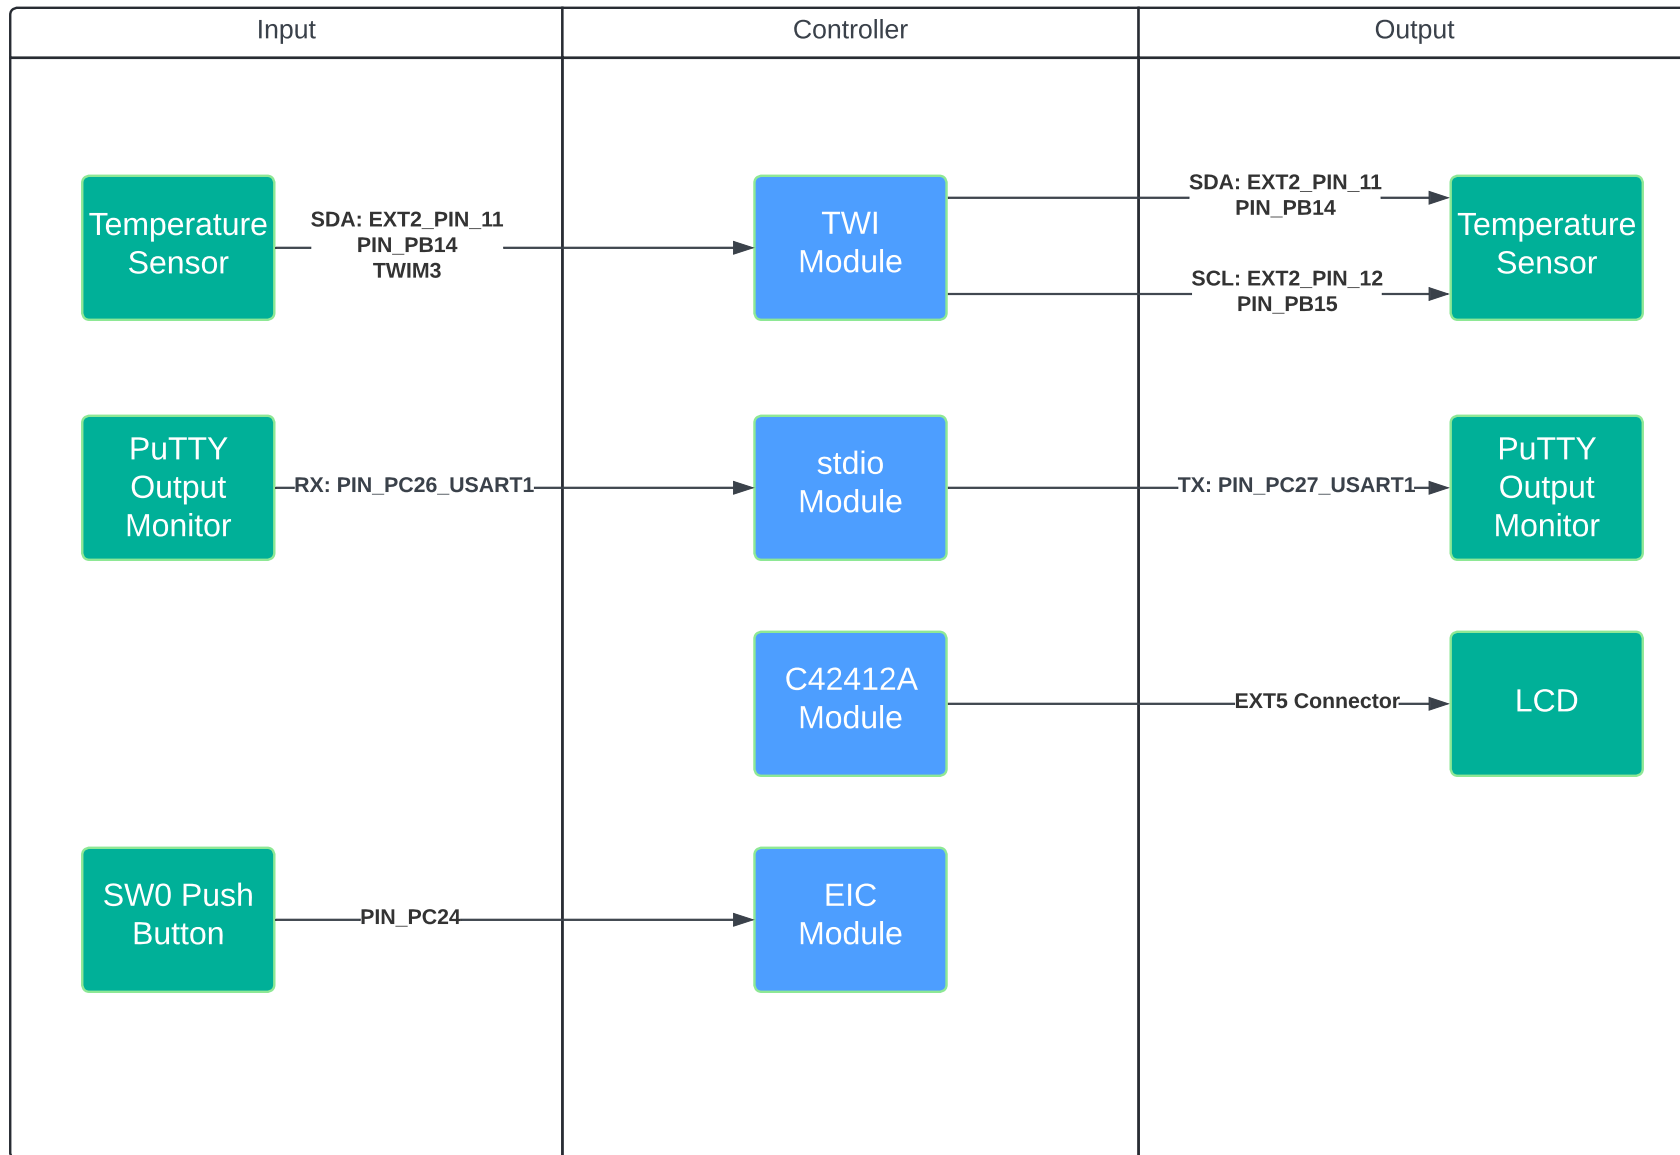 Input
Controller
Output
Temperature
Sensor
SDA: EXT2_PIN_11
PIN_PB14
TWIM3
TWI
Module
SDA: EXT2_PIN_11
PIN_PB14
SCL: EXT2_PIN_12
PIN_PB15
Temperature
Sensor
PuTTY
Output
Monitor
RX: PIN_PC26_USART1
stdio
Module
TX: PIN_PC27_USART1
PuTTY
Output
Monitor
C42412A
Module
EXT5 Connector
LCD
SW0 Push
Button
PIN_PC24
EIC
Module